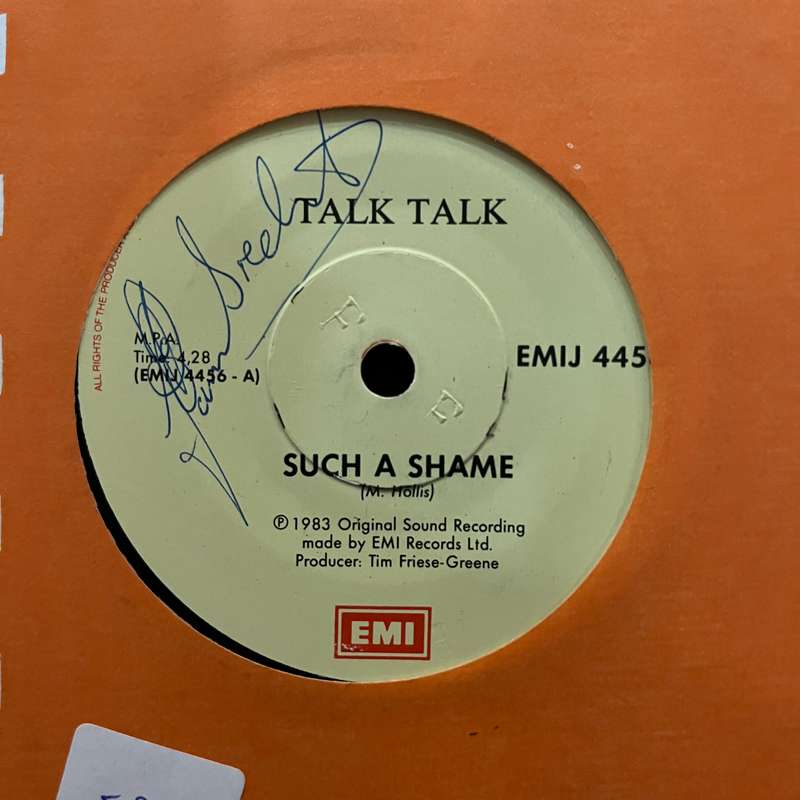 TALK TALK
M.P.A.
Time 4,28
(EMIJ 4456 - A)
EMIJ 445
SUCH A SHAME
(M. Hollis)
Ⓟ 1983 Original Sound Recording
made by EMI Records Ltd.
Producer: Tim Friese-Greene
EMI
ALL RIGHTS OF THE PRODUCER